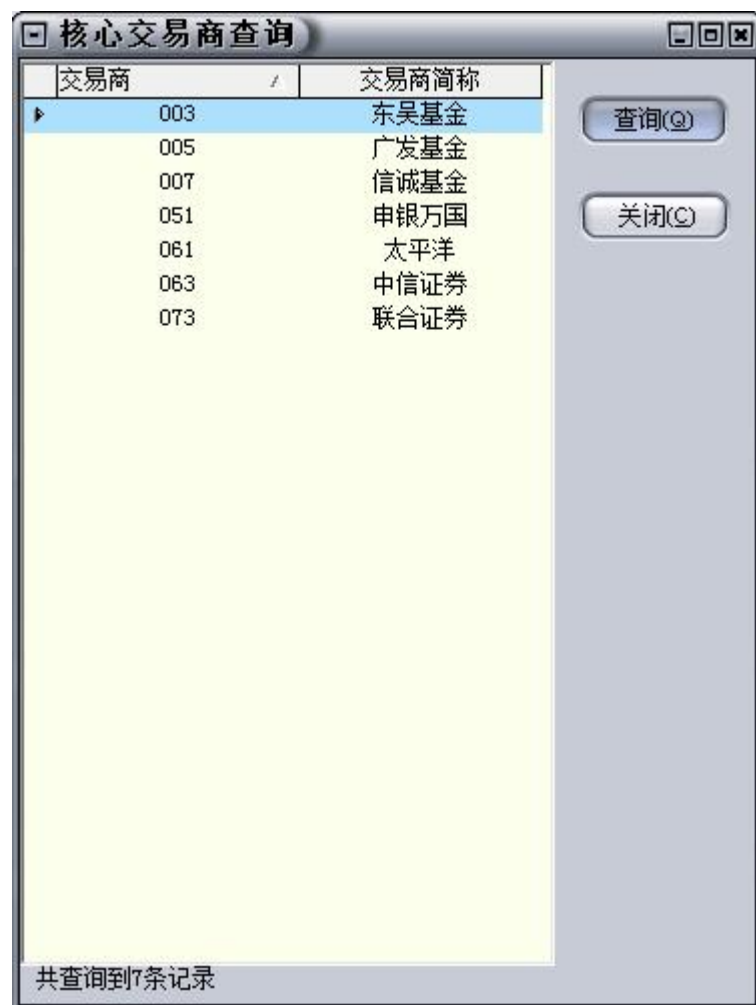 核心交易商查询
交易商 交易商简称
003 东吴基金
005 广发基金
007 信诚基金
051 申银万国
061 太平洋
063 中信证券
073 联合证券
查询(Q)
关闭(C)
共查询到7条记录